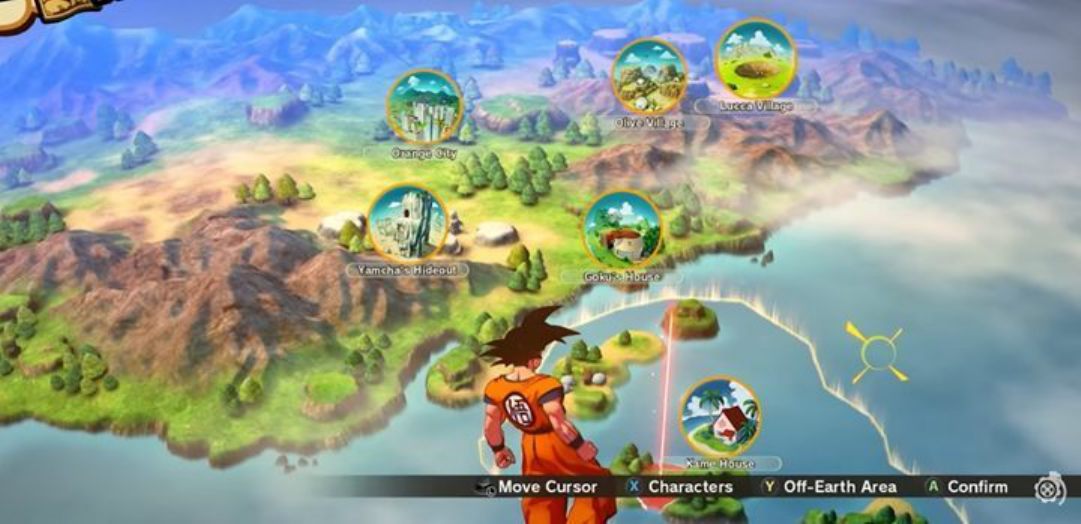 Lucca Village
Olive Village
Orange City
Yamcha's Hideout
Goku's House
Kame House
Move Cursor X Characters Y Off-Earth Area A Confirm